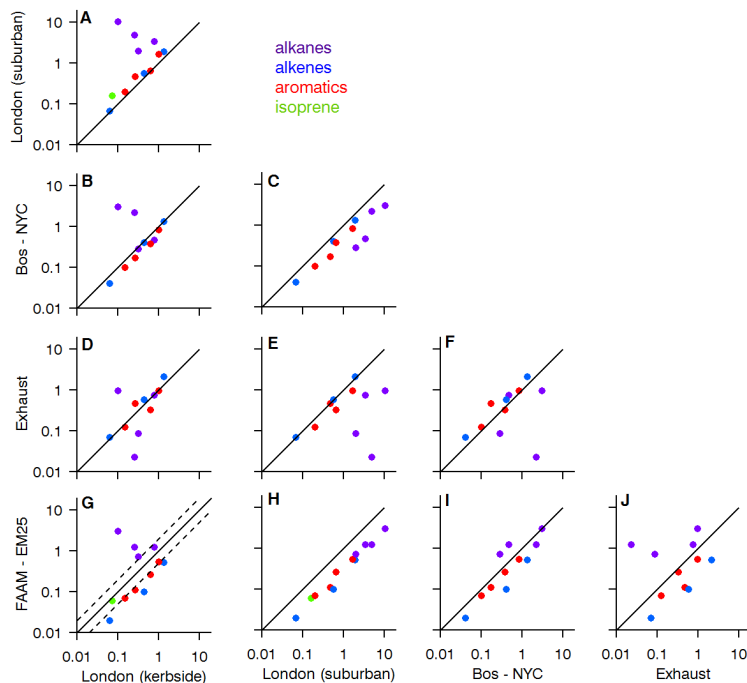 A
10
1
0.1
0.01
London (suburban)
alkanes
alkenes
aromatics
isoprene
B
C
10
1
0.1
0.01
Bos - NYC
D
E
F
10
1
0.1
0.01
Exhaust
G
H
I
J
10
1
0.1
0.01
FAAM - EM25
0.01 0.1 1 10
0.01 0.1 1 10
0.01 0.1 1 10
0.01 0.1 1 10
London (kerbside)
London (suburban)
Bos - NYC
Exhaust